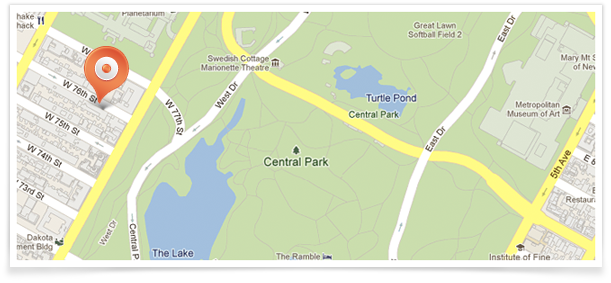 hake
hack
Planetarium
Great Lawn
Softball Field 2
East Dr
Swedish Cottage
Marionette Theatre
Mary Mt S
of New
W 76th St
W 77th St
West Dr
Turtle Pond
Central Park
Metropolitan
Museum of Art
W 75th St
East Dr
W 74th St
Central Park
5th Ave
E
W 73rd St
Restaura
West Dr
Central P
Dakota
ment Bldg
The Lake
The Ramble
Institute of Fine